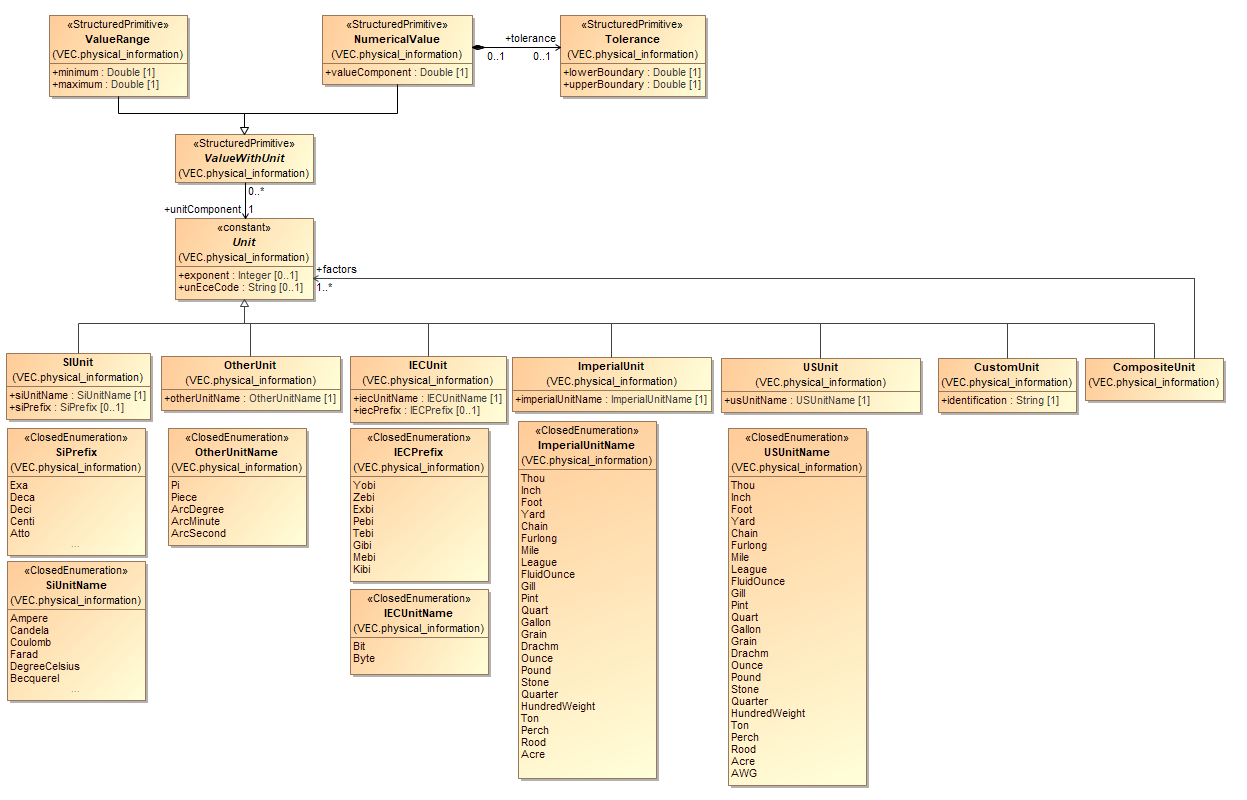 «StructuredPrimitive»
ValueRange
(VEC.physical_information)
+minimum : Double [1]
+maximum : Double [1]
«StructuredPrimitive»
NumericalValue
(VEC.physical_information)
+valueComponent : Double [1]
+tolerance
0..1
0..1
«StructuredPrimitive»
Tolerance
(VEC.physical_information)
+lowerBoundary : Double [1]
+upperBoundary : Double [1]
«StructuredPrimitive»
ValueWithUnit
(VEC.physical_information)
0..*
+unitComponent
1
«constant»
Unit
(VEC.physical_information)
+exponent : Integer [0..1]
+unEceCode : String [0..1]
+factors
1..*
SIUnit
(VEC.physical_information)
+siUnitName : SiUnitName [1]
+siPrefix : SiPrefix [0..1]
OtherUnit
(VEC.physical_information)
+otherUnitName : OtherUnitName [1]
IECUnit
(VEC.physical_information)
+iecUnitName : IECUnitName [1]
+iecPrefix : IECPrefix [0..1]
ImperialUnit
(VEC.physical_information)
+imperialUnitName : ImperialUnitName [1]
USUnit
(VEC.physical_information)
+usUnitName : USUnitName [1]
CustomUnit
(VEC.physical_information)
+identification : String [1]
CompositeUnit
(VEC.physical_information)
«ClosedEnumeration»
SiPrefix
(VEC.physical_information)
Exa
Deca
Deci
Centi
Atto
...
«ClosedEnumeration»
SiUnitName
(VEC.physical_information)
Ampere
Candela
Coulomb
Farad
DegreeCelsius
Becquerel
...
«ClosedEnumeration»
OtherUnitName
(VEC.physical_information)
Pi
Piece
ArcDegree
ArcMinute
ArcSecond
«ClosedEnumeration»
IECPrefix
(VEC.physical_information)
Yobi
Zebi
Exbi
Pebi
Tebi
Gibi
Mebi
Kibi
«ClosedEnumeration»
IECUnitName
(VEC.physical_information)
Bit
Byte
«ClosedEnumeration»
ImperialUnitName
(VEC.physical_information)
Thou
Inch
Foot
Yard
Chain
Furlong
Mile
League
FluidOunce
Gill
Pint
Quart
Gallon
Grain
Drachm
Ounce
Pound
Stone
Quarter
HundredWeight
Ton
Perch
Rood
Acre
«ClosedEnumeration»
USUnitName
(VEC.physical_information)
Thou
Inch
Foot
Yard
Chain
Furlong
Mile
League
FluidOunce
Gill
Pint
Quart
Gallon
Grain
Drachm
Ounce
Pound
Stone
Quarter
HundredWeight
Ton
Perch
Rood
Acre
AWG